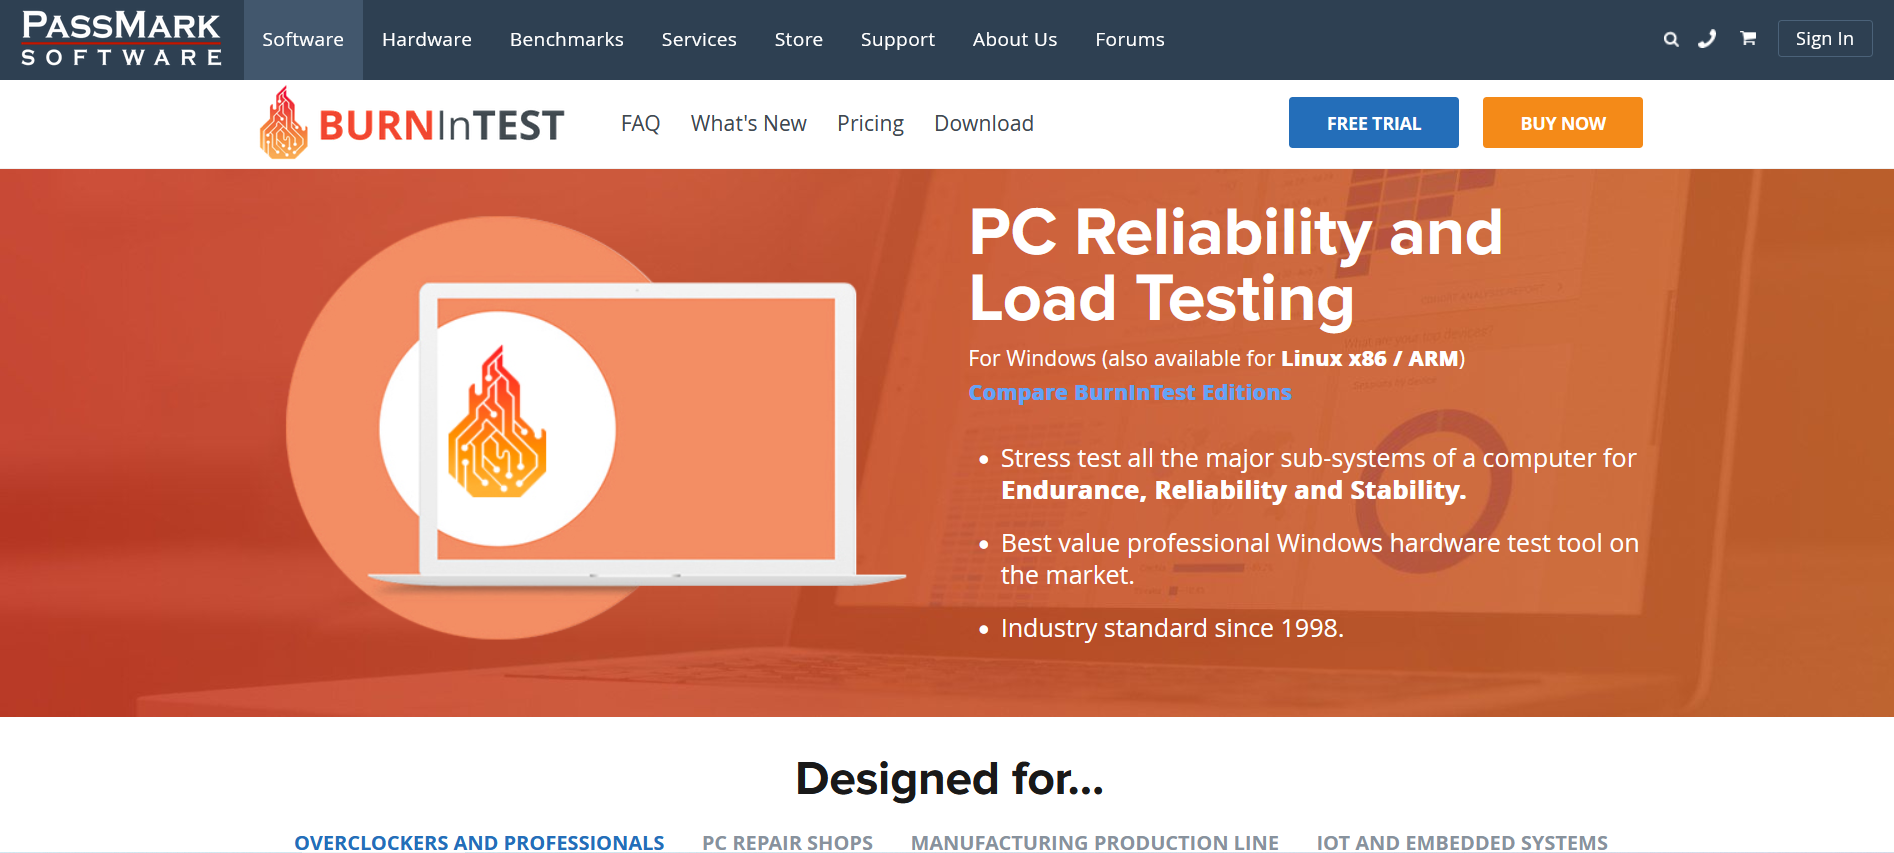 PASSMARK
SOFTWARE
Software
Hardware
Benchmarks
Services
Store
Support
About Us
Forums
Sign In
BURNInTEST
FAQ
What's New
Pricing
Download
FREE TRIAL
BUY NOW
PC Reliability and
Load Testing
For Windows (also available for Linux x86 / ARM)
Compare BurnInTest Editions
Stress test all the major sub-systems of a computer for
Endurance, Reliability and Stability.
Best value professional Windows hardware test tool on
the market.
Industry standard since 1998.
Designed for...
OVERCLOCKERS AND PROFESSIONALS
PC REPAIR SHOPS
MANUFACTURING PRODUCTION LINE
IOT AND EMBEDDED SYSTEMS